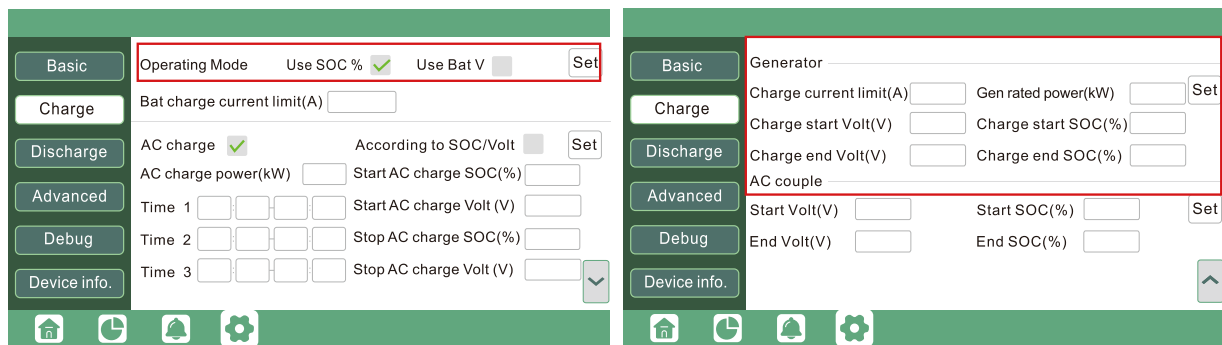 Basic
Charge
Discharge
Advanced
Debug
Device info.
Operating Mode Use SOC % Use Bat V Set
Bat charge current limit(A)
AC charge According to SOC/Volt Set
AC charge power(kW) Start AC charge SOC(%)
Time 1 Start AC charge Volt (V)
Time 2 Stop AC charge SOC(%)
Time 3 Stop AC charge Volt (V)
Basic
Charge
Discharge
Advanced
Debug
Device info.
Generator
Charge current limit(A) Gen rated power(kW) Set
Charge start Volt(V) Charge start SOC(%)
Charge end Volt(V) Charge end SOC(%)
AC couple
Start Volt(V) Start SOC(%) Set
End Volt(V) End SOC(%)